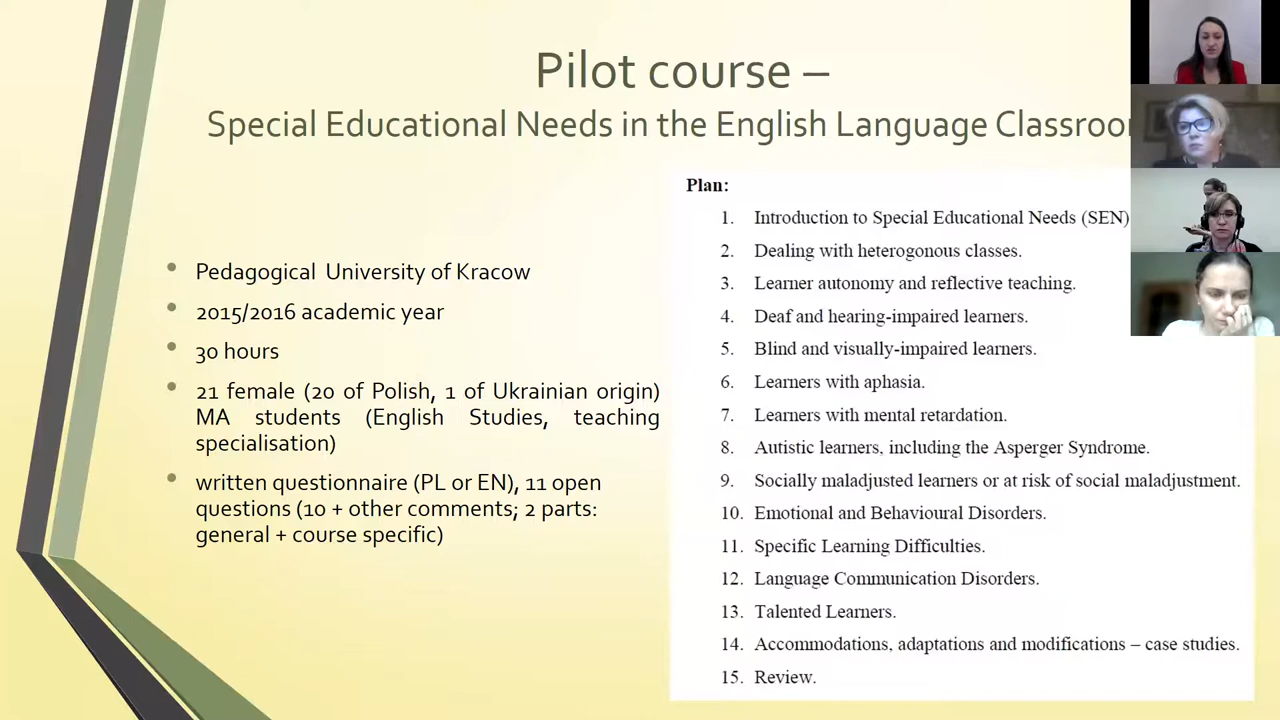 Pilot course –
Special Educational Needs in the English Language
Pedagogical University of Kracow
2015/2016 academic year
30 hours
21 female (20 of Polish, 1 of Ukrainian origin)
MA students (English Studies, teaching
specialisation)
written questionnaire (PL or EN), 11 open
questions (10 + other comments; 2 parts:
general + course specific)
Plan:
1. Introduction to Special Educational Needs (SEN)
2. Dealing with heterogonous classes.
3. Learner autonomy and reflective teaching.
4. Deaf and hearing-impaired learners.
5. Blind and visually-impaired learners.
6. Learners with aphasia.
7. Learners with mental retardation.
8. Autistic learners, including the Asperger Syndrome.
9. Socially maladjusted learners or at risk of social maladjustment.
10. Emotional and Behavioural Disorders.
11. Specific Learning Difficulties.
12. Language Communication Disorders.
13. Talented Learners.
14. Accommodations, adaptations and modifications – case studies.
15. Review.